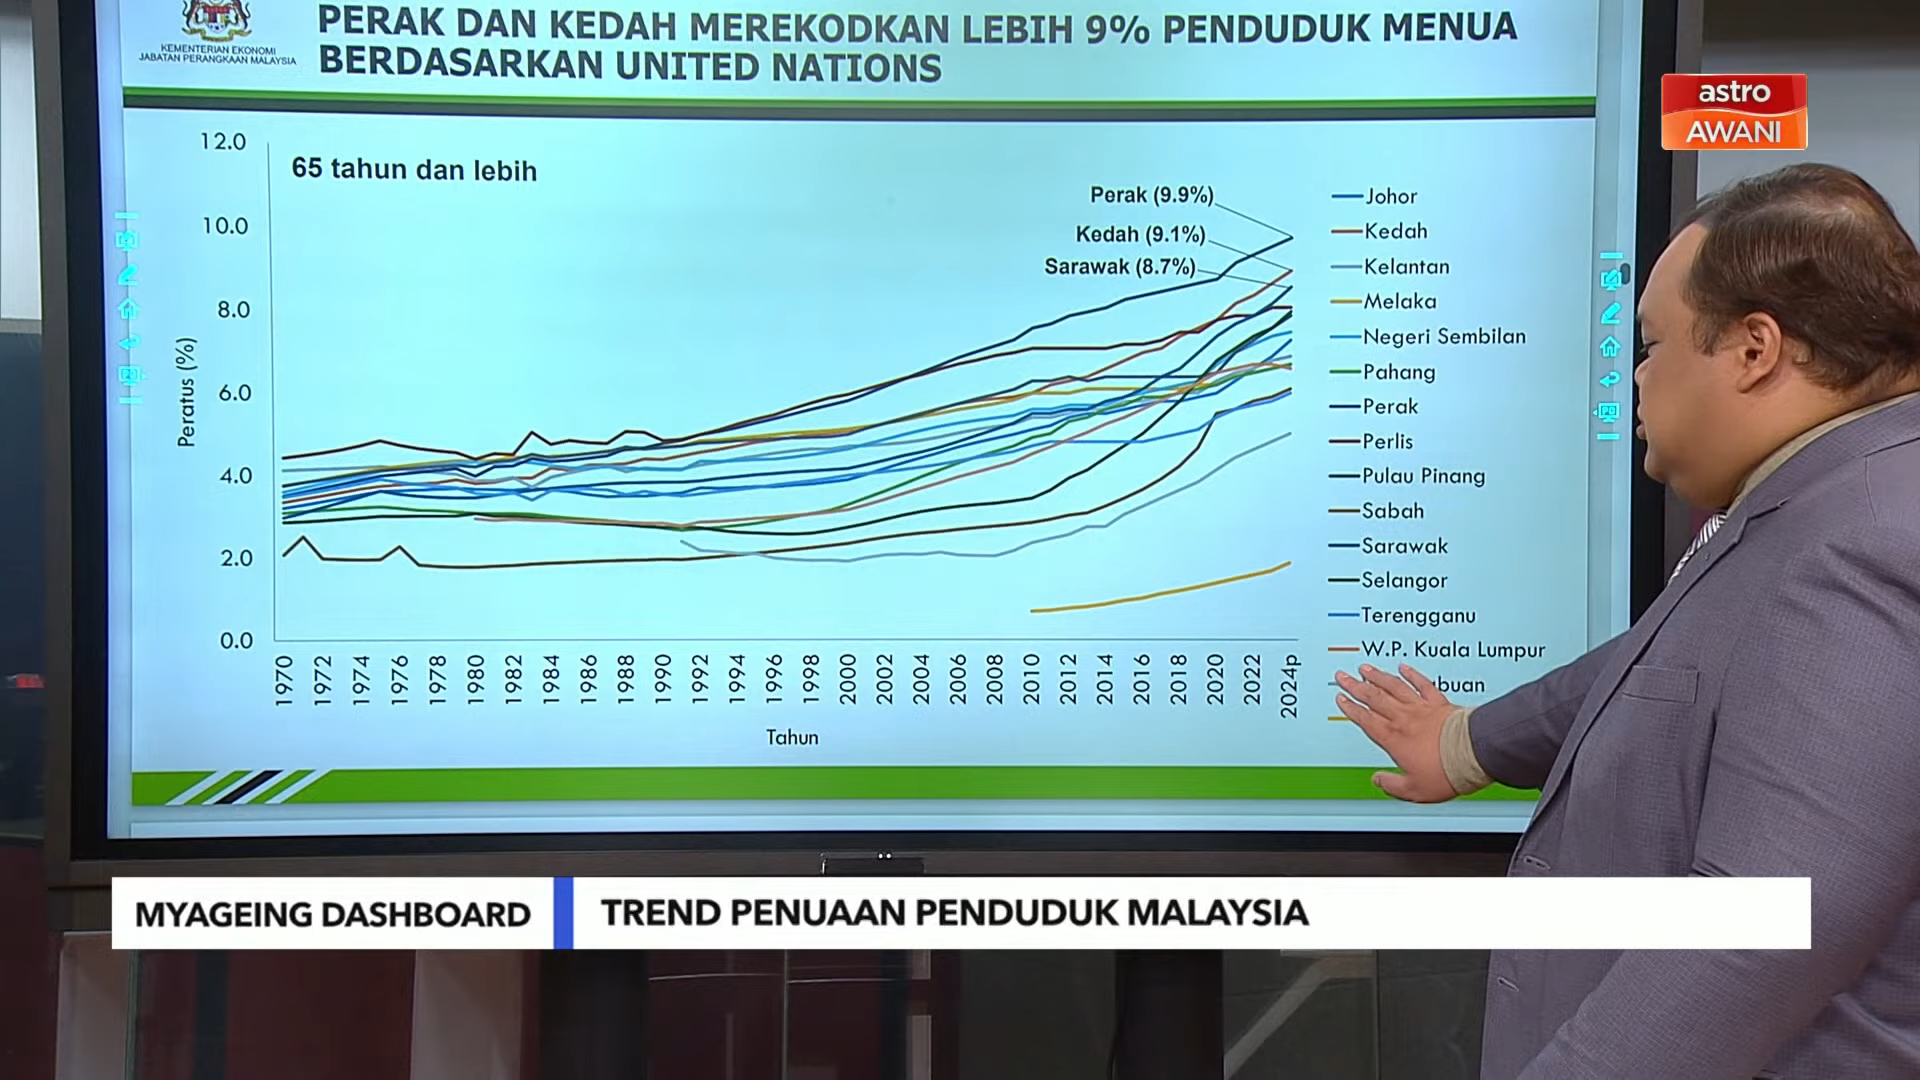 PERAK DAN KEDAH MEREKODKAN LEBIH 9% PENDUDUK MENUA
BERDASARKAN UNITED NATIONS
KEMENTERIAN EKONOMI
JABATAN PERANGKAAN MALAYSIA
astro
AWANI
65 tahun dan lebih
12.0
10.0
8.0
6.0
4.0
2.0
0.0
Peratus (%)
Perak (9.9%)
Kedah (9.1%)
Sarawak (8.7%)
Johor
Kedah
Kelantan
Melaka
Negeri Sembilan
Pahang
Perak
Perlis
Pulau Pinang
Sabah
Sarawak
Selangor
Terengganu
W.P. Kuala Lumpur
1970 1972 1974 1976 1978 1980 1982 1984 1986 1988 1990 1992 1994 1996 1998 2000 2002 2004 2006 2008 2010 2012 2014 2016 2018 2020 2022 2024p
Tahun
MYAGEING DASHBOARD
TREND PENUAAN PENDUDUK MALAYSIA